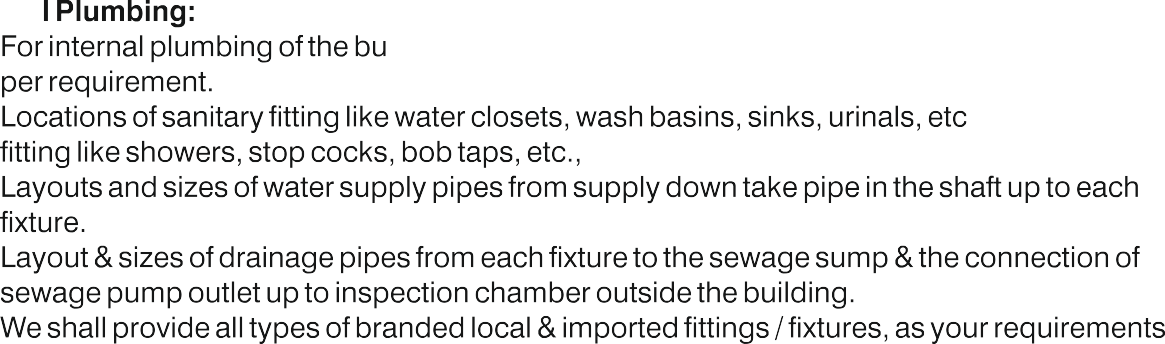 l Plumbing:
For internal plumbing of the bu
per requirement.
Locations of sanitary fitting like water closets, wash basins, sinks, urinals, etc
fitting like showers, stop cocks, bob taps, etc.,
Layouts and sizes of water supply pipes from supply down take pipe in the shaft up to each
fixture.
Layout & sizes of drainage pipes from each fixture to the sewage sump & the connection of
sewage pump outlet up to inspection chamber outside the building.
We shall provide all types of branded local & imported fittings / fixtures, as your requirements